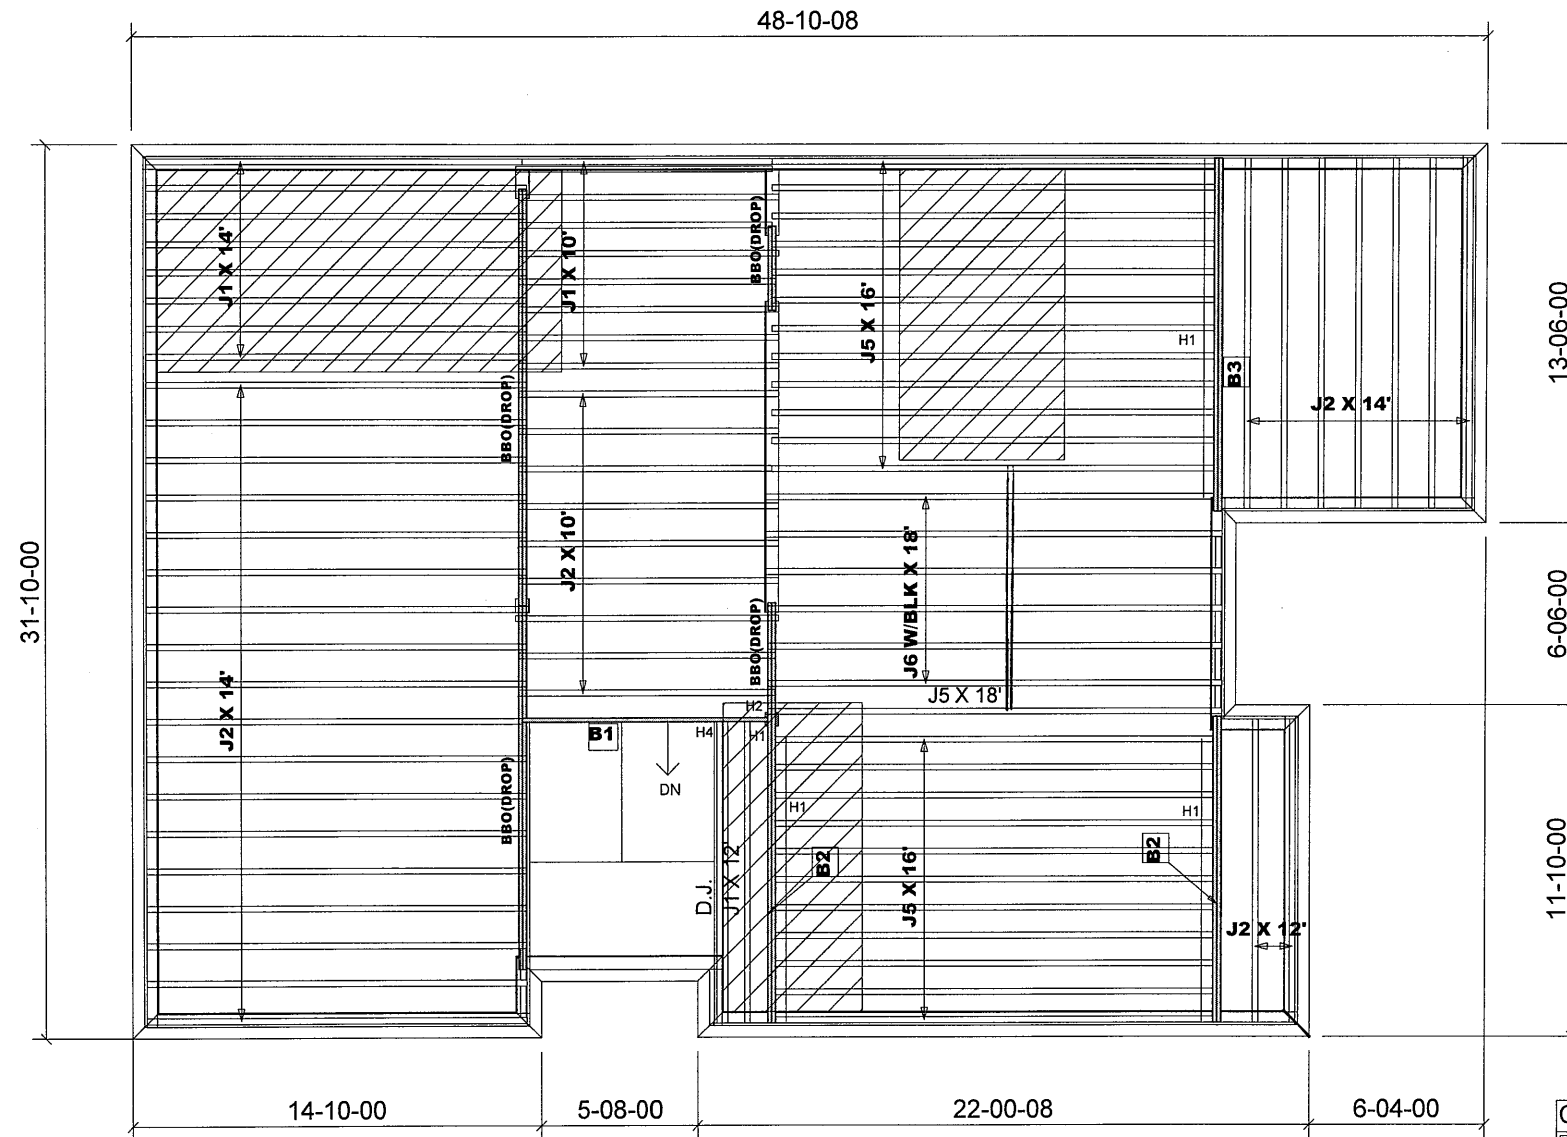 48-10-08
BBO(DROP)
J1 X 14'
J1 X 10'
J5 X 16'
H1
13-06-00
B3
J2 X 14'
BBO(DROP)
31-10-00
J2 X 10'
J6 W/BLK X 18'
6-06-00
BBO(DROP)
J2 X 14'
J5 X 18'
H2
B1
H4
H1
DN
BBO(DROP)
H1
H1
D.J.
J1 X 12'
B2
B2
J5 X 16'
11-10-00
J2 X 12'
14-10-00
5-08-00
22-00-08
6-04-00